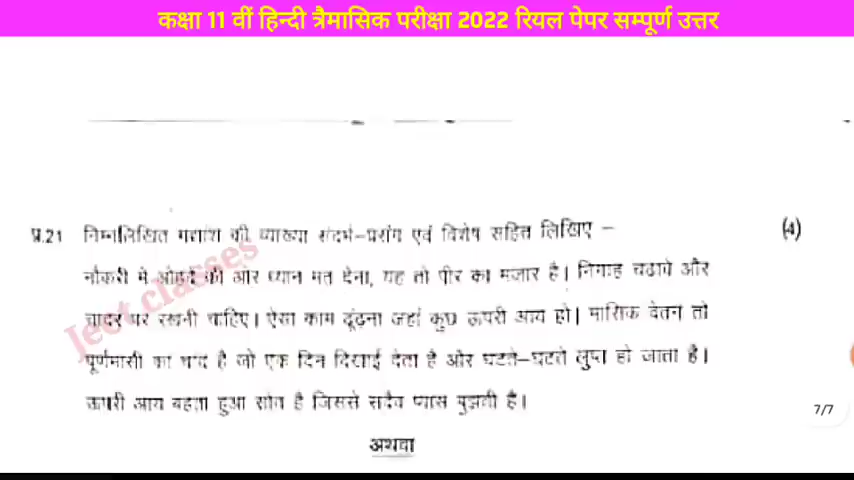 कक्षा 11 वीं हिन्दी त्रैमासिक परीक्षा 2022 रियल पेपर सम्पूर्ण उत्तर
प्र.21 निम्नलिखित गद्यांश की व्याख्या संदर्भ-प्रसंग एवं विशेष सहित लिखिए – (4)
नौकरी में ओहदे की ओर ध्यान मत देना, यह तो पीर का मजार है। निगाह चढावे और
चादर पर रखनी चाहिए। ऐसा काम ढूंढ़ना जहां कुछ ऊपरी आय हो। मासिक वेतन तो
पूर्णमासी का चांद है जो एक दिन दिखाई देता है और घटते-घटते लुप्त हो जाता है।
ऊपरी आय बहता हुआ स्रोत है जिससे सदैव प्यास बुझती है।
अथवा
Jeet classes
7/7